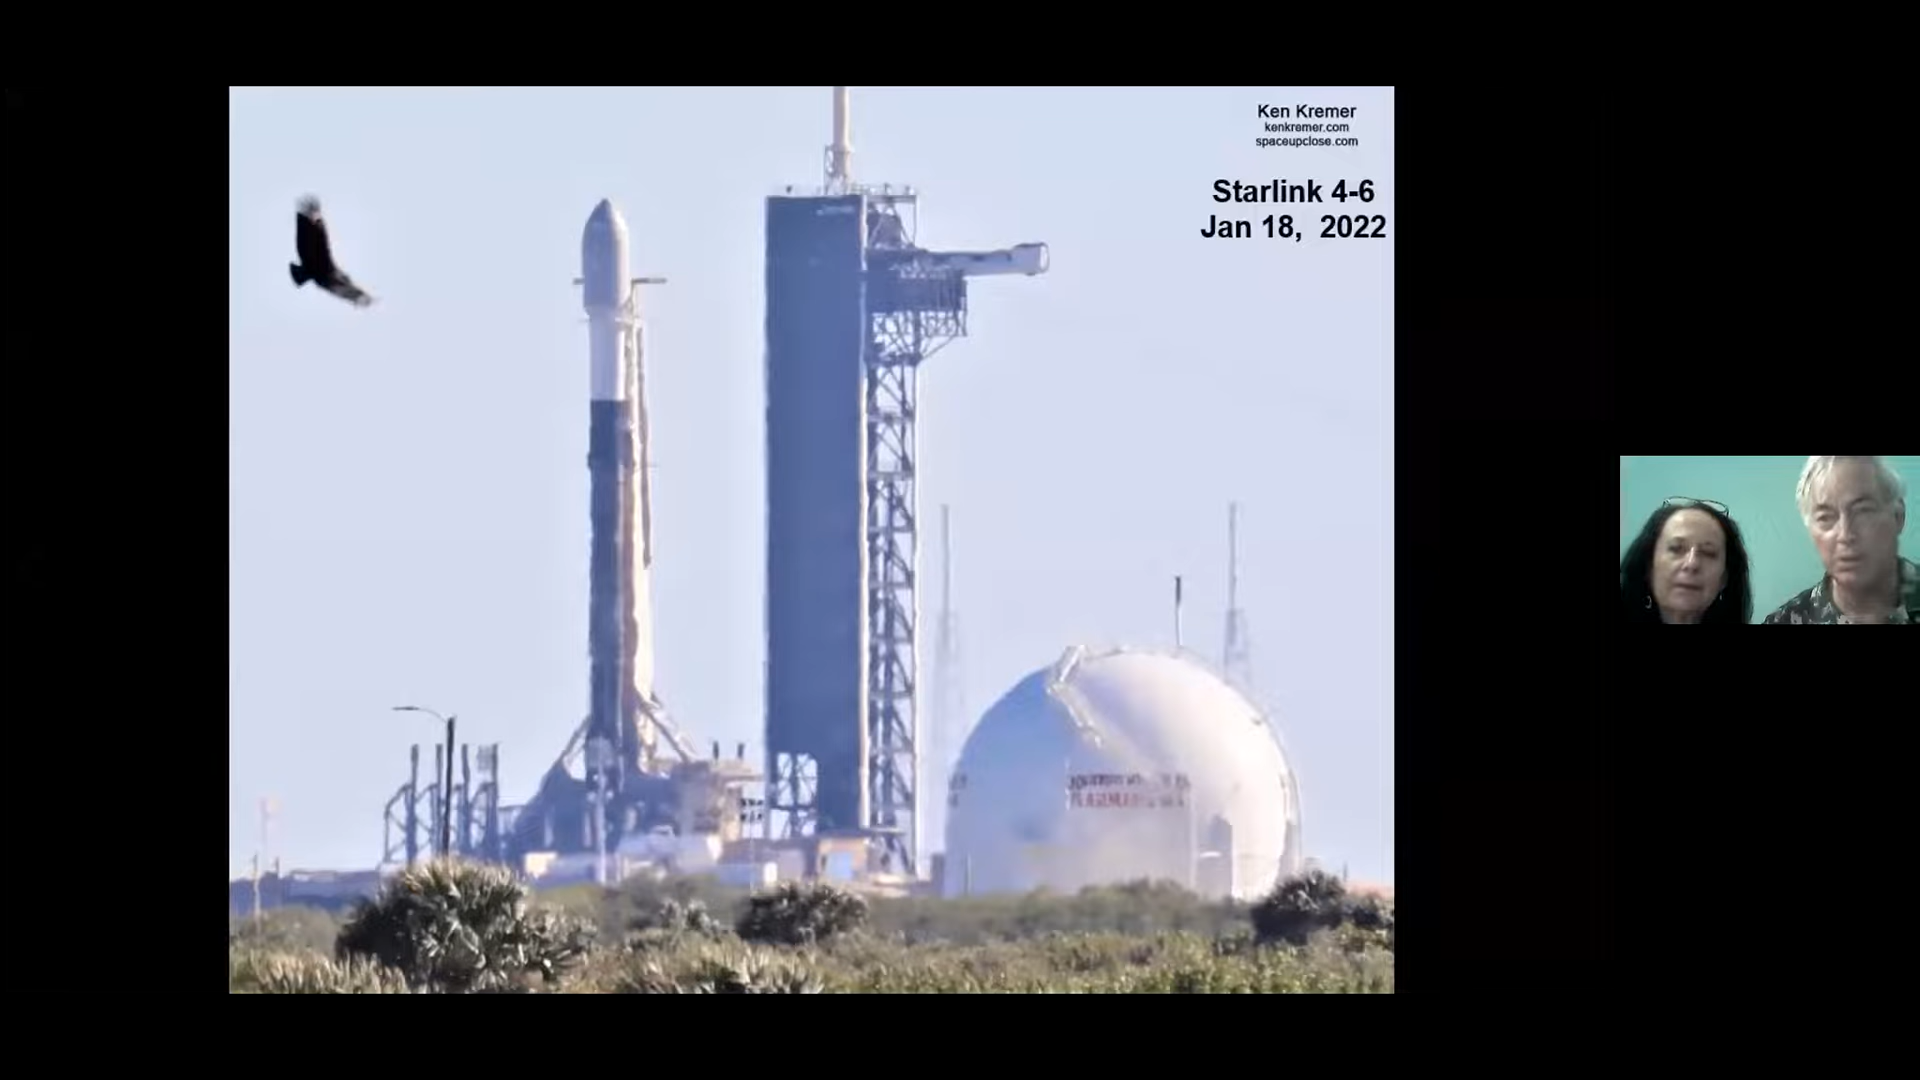 Ken Kremer
kenkremer.com
spaceupclose.com
Starlink 4-6
Jan 18, 2022